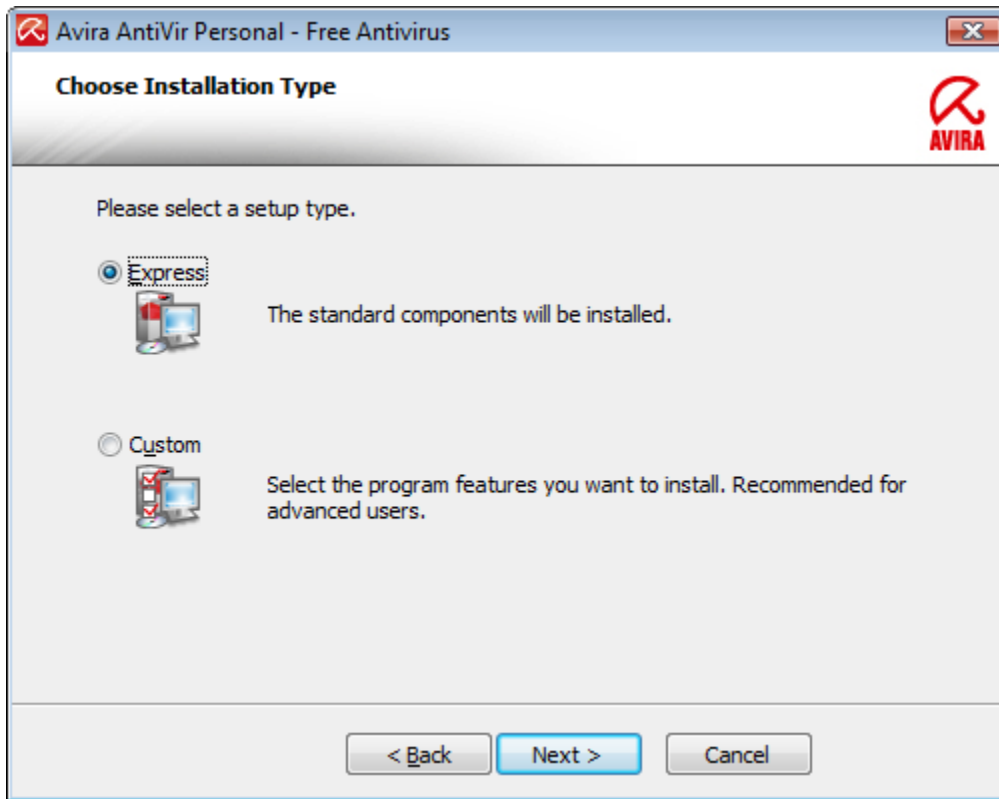 Avira AntiVir Personal - Free Antivirus
Choose Installation Type
AVIRA
Please select a setup type.
Express
The standard components will be installed.
Custom
Select the program features you want to install. Recommended for
advanced users.
< Back Next > Cancel